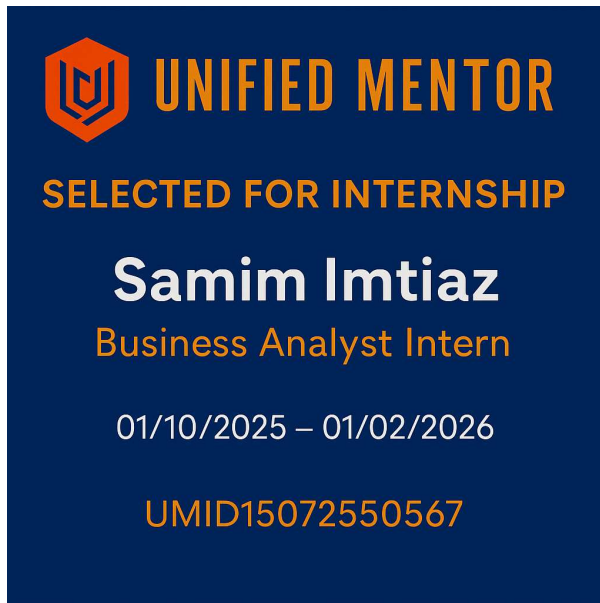 UNIFIED MENTOR
SELECTED FOR INTERNSHIP
Samim Imtiaz
Business Analyst Intern
01/10/2025 – 01/02/2026
UMID15072550567